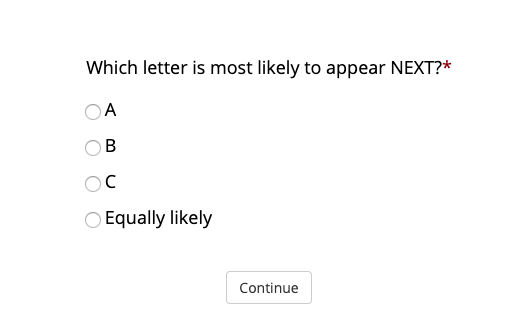 Which letter is most likely to appear NEXT?*
A
B
C
Equally likely
Continue